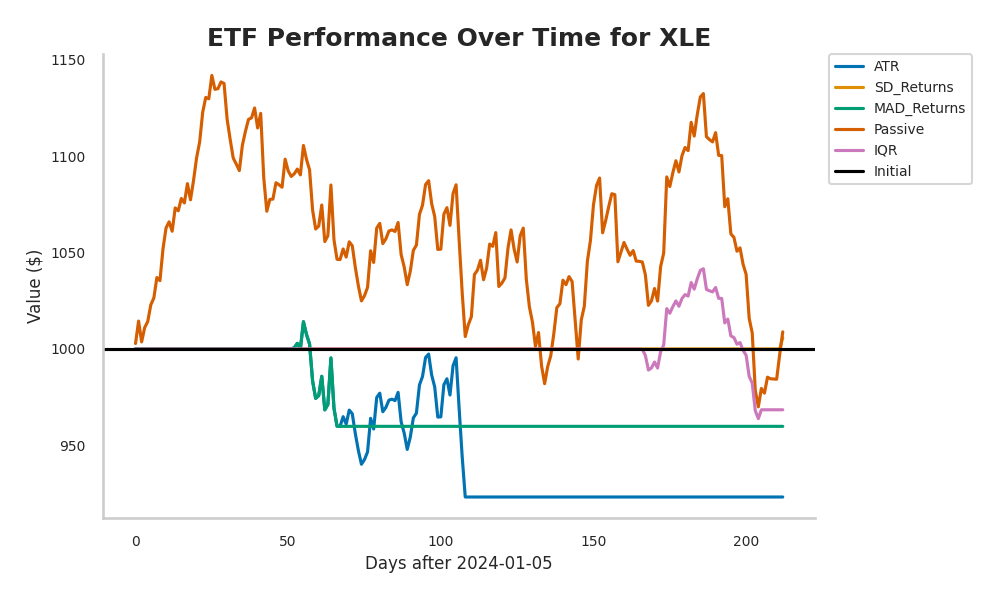 ETF Performance Over Time for XLE
1150
1100
1050
1000
950
Value ($)
0
50
100
150
200
Days after 2024-01-05
ATR
SD_Returns
MAD_Returns
Passive
IQR
Initial